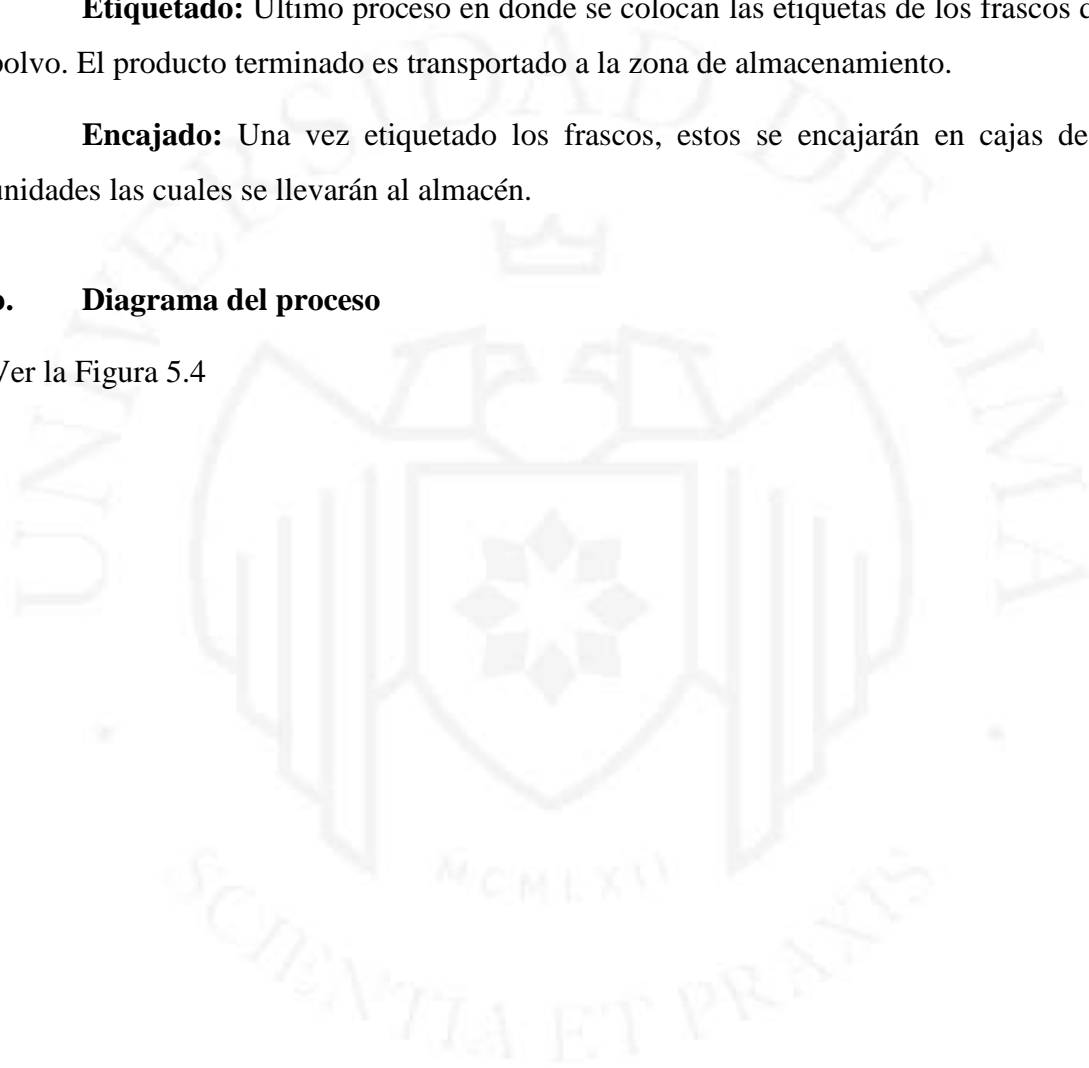 Etiquetado: Último proceso en donde se colocan las etiquetas de los frascos
polvo. El producto terminado es transportado a la zona de almacenamiento.
Encajado: Una vez etiquetado los frascos, estos se encajarán en cajas de
unidades las cuales se llevarán al almacén.
Diagrama del proceso
Ver la Figura 5.4
UNIVERSIDAD DE LIMA
MCMLXII
SCIENTIA ET PRAXIS